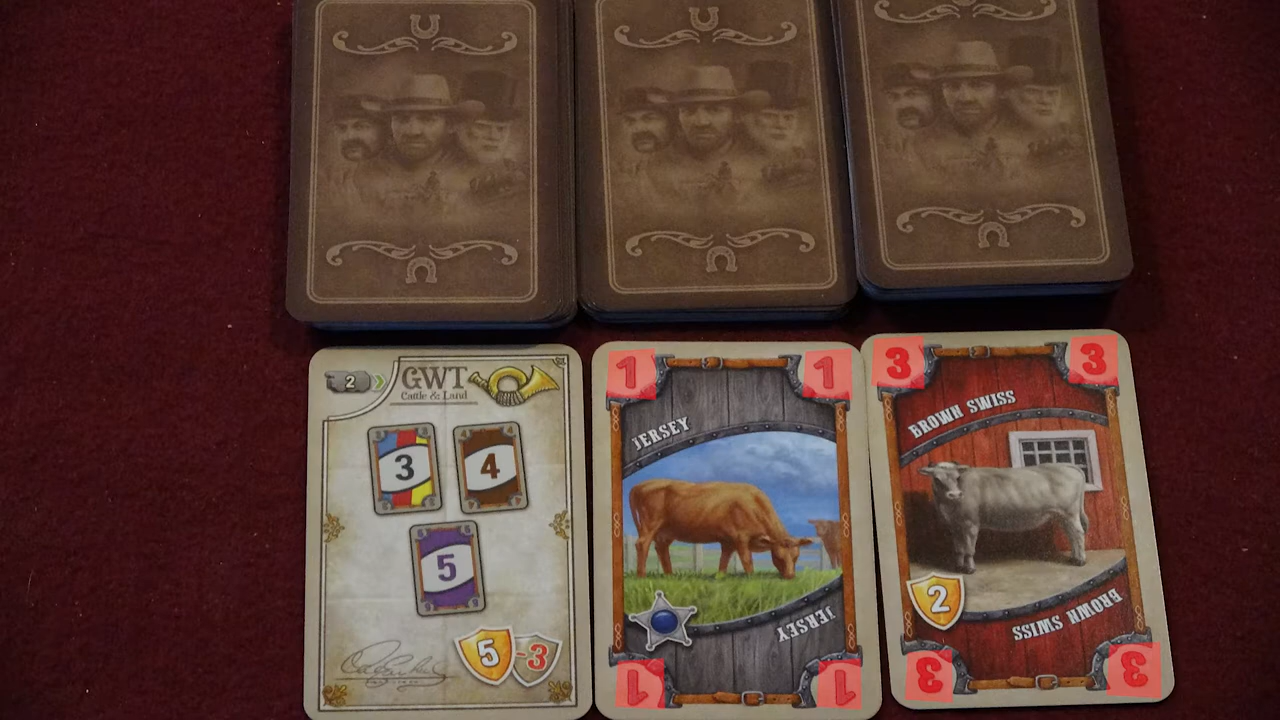 2
GWT
Cattle & Land
3
4
5
5 -3
1 1
JERSEY
JERSEY
1 1
3 3
BROWN SWISS
2
BROWN SWISS
3 3